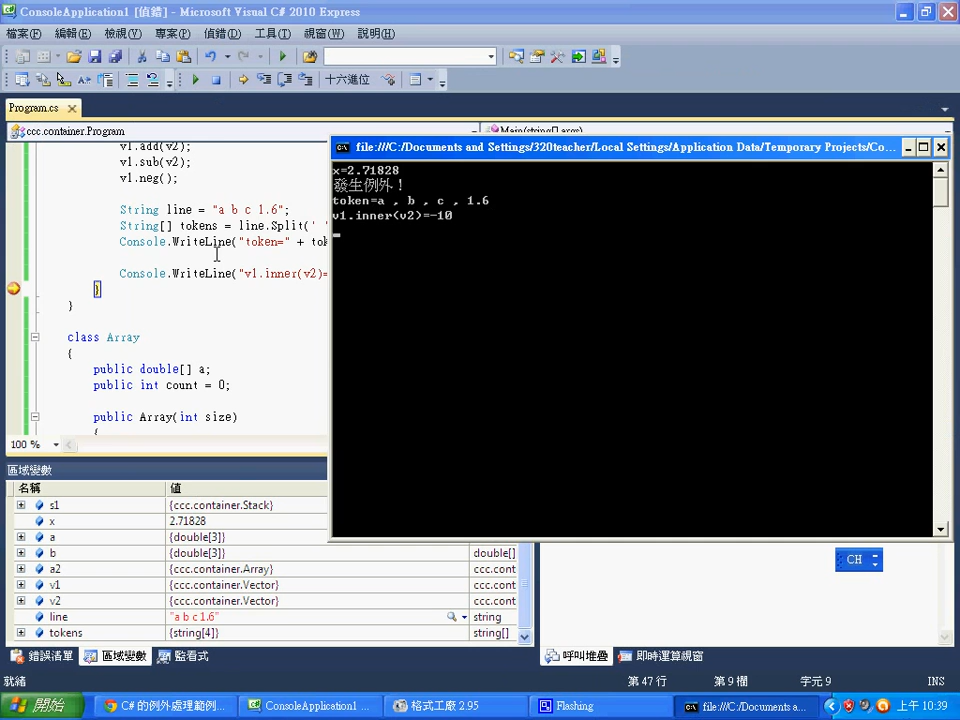 ConsoleApplication1 [偵錯] - Microsoft Visual C# 2010 Express
檔案(F) 編輯(E) 檢視(V) 專案(P) 偵錯(D) 工具(T) 視窗(W) 說明(H)
十六進位
Program.cs
ccc.container.Program
Main(string[] args)
v1.add(v2);
v1.sub(v2);
v1.neg();
String line = "a b c 1.6";
String[] tokens = line.Split(' '
Console.WriteLine("token=" + tok
Console.WriteLine("v1.inner(v2)=
}
}
class Array
{
public double[] a;
public int count = 0;
public Array(int size)
{
100 %
file:///C:/Documents and Settings/320teacher/Local Settings/Application Data/Temporary Projects/Co...
x=2.71828
發生例外！
token=a , b , c , 1.6
v1.inner(v2)=-10
區域變數
名稱 值
s1 {ccc.container.Stack}
x 2.71828
a {double[3]}
b {double[3]} double[]
a2 {ccc.container.Array} ccc.cont
v1 {ccc.container.Vector} ccc.cont
v2 {ccc.container.Vector} ccc.cont
line "a b c 1.6" string
tokens {string[4]} string[]
CH
錯誤清單 區域變數 監看式
呼叫堆疊 即時運算視窗
就緒 第 47 行 第 9 欄 字元 9 INS
開始 C# 的例外處理範例... ConsoleApplication1 ... 格式工廠 2.95 Flashing file:///C:/Documents a... 上午 10:39